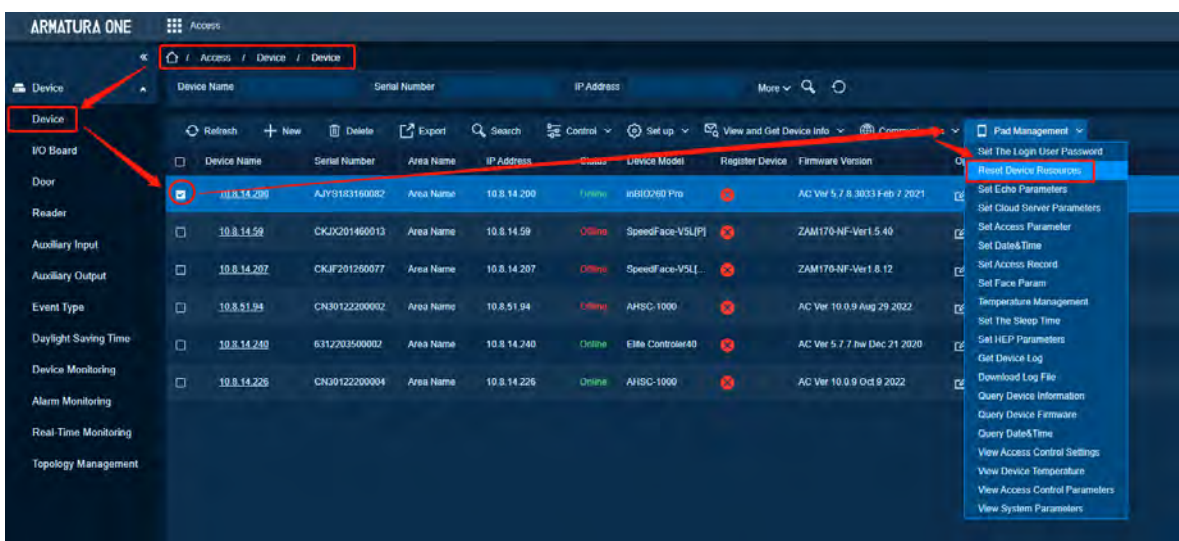 ARMATURA ONE
Access
/ Access / Device / Device
Device
Device Name Serial Number IP Address More
Device
Refresh New Delete Export Search Control Set up View and Get Device Info Pad Management
I/O Board
Door
Reader
Auxiliary Input
Auxiliary Output
Event Type
Daylight Saving Time
Device Monitoring
Alarm Monitoring
Real-Time Monitoring
Topology Management
Device Name Serial Number Area Name IP Address Status Device Model Register Device Firmware Version
10.8.14.200 AJYS183160082 Area Name 10.8.14.200 Online inBIO260 Pro AC Ver 5.7.8.3033 Feb 7 2021
10.8.14.59 CKJX201460013 Area Name 10.8.14.59 Offline SpeedFace-V5L[P] ZAM170-NF-Ver1.5.40
10.8.14.207 CKJF201260077 Area Name 10.8.14.207 Offline SpeedFace-V5L[... ZAM170-NF-Ver1.8.12
10.8.51.94 CN30122200002 Area Name 10.8.51.94 Offline AHSC-1000 AC Ver 10.0.9 Aug 29 2022
10.8.14.240 6312203500002 Area Name 10.8.14.240 Online Elite Controler40 AC Ver 5.7.7.hw Dec 21 2020
10.8.14.226 CN30122200004 Area Name 10.8.14.226 Online AHSC-1000 AC Ver 10.0.9 Oct 9 2022
Set The Login User Password
Reset Device Resources
Set Echo Parameters
Set Cloud Server Parameters
Set Access Parameter
Set Date&Time
Set Access Record
Set Face Param
Temperature Management
Set The Sleep Time
Set HEP Parameters
Get Device Log
Download Log File
Query Device Information
Query Device Firmware
Query Date&Time
View Access Control Settings
View Device Temperature
View Access Control Parameters
View System Parameters